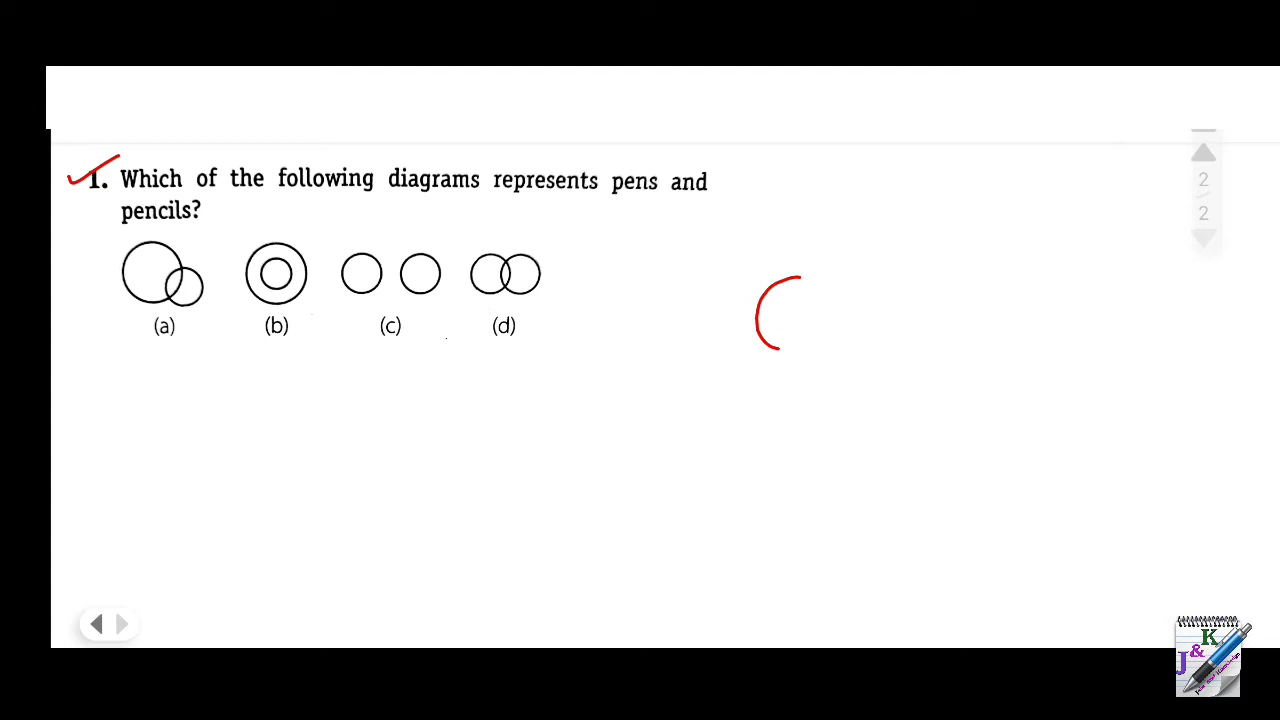 1. Which of the following diagrams represents pens and
pencils?
(a) (b) (c) (d)
2
2
J & K